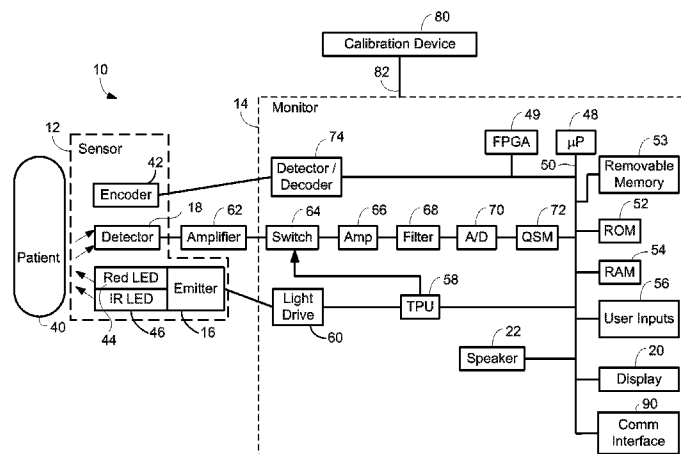 80
Calibration Device
82
10
14
Monitor
12
Sensor
74
49
48
FPGA
µP
53
42
Detector /
Decoder
50
Removable
Memory
Encoder
18
62
64
66
68
70
72
52
Detector
Amplifier
Switch
Amp
Filter
A/D
QSM
ROM
54
Patient
RAM
58
56
Red LED
Emitter
IR LED
Light
Drive
TPU
User Inputs
40
44
46
16
60
22
20
Speaker
Display
90
Comm
Interface